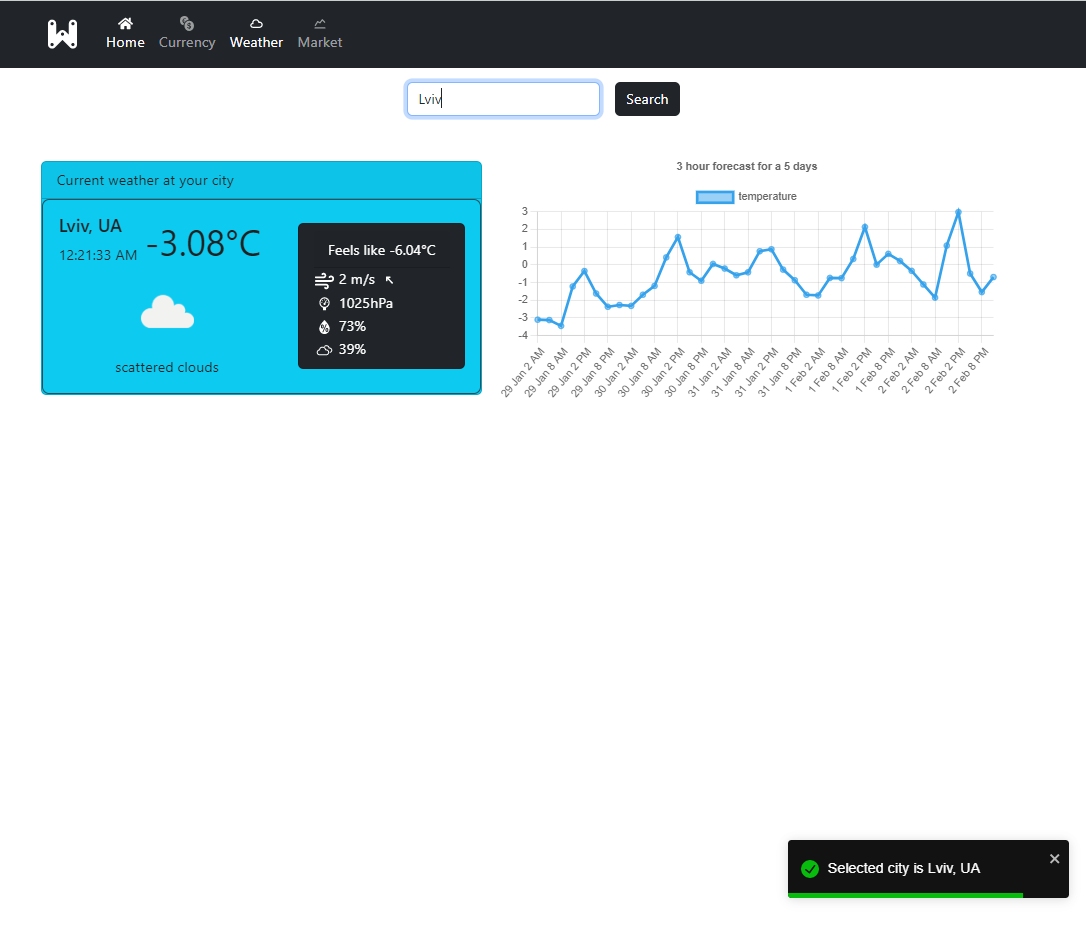 Home Currency Weather Market
Lviv Search
Current weather at your city
Lviv, UA
12:21:33 AM
-3.08°C
scattered clouds
Feels like -6.04°C
2 m/s ↖
1025hPa
73%
39%
3 hour forecast for a 5 days
temperature
3
2
1
0
-1
-2
-3
-4
29 Jan 2 AM
29 Jan 8 AM
29 Jan 2 PM
29 Jan 8 PM
30 Jan 2 AM
30 Jan 8 AM
30 Jan 2 PM
30 Jan 8 PM
31 Jan 2 AM
31 Jan 8 AM
31 Jan 2 PM
31 Jan 8 PM
1 Feb 2 AM
1 Feb 8 AM
1 Feb 2 PM
1 Feb 8 PM
2 Feb 2 AM
2 Feb 8 AM
2 Feb 2 PM
2 Feb 8 PM
Selected city is Lviv, UA